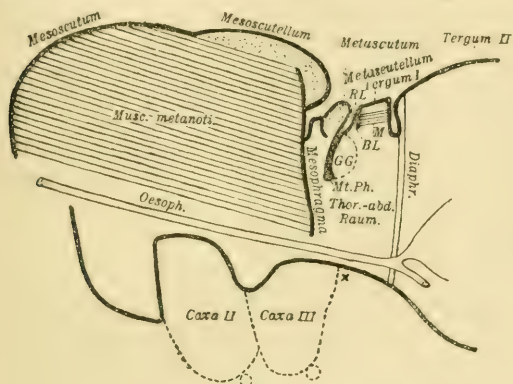 Mesoscutum
Mesoscutellum
Metascutum
Tergum II
Metascutellum
Tergum I
RL
Musc. metanoti.
M
BL
GG
Mesophragma
Mt. Ph.
Diaphr.
Thor.-abd.
Raum.
Oesoph.
x
Coxa II
Coxa III